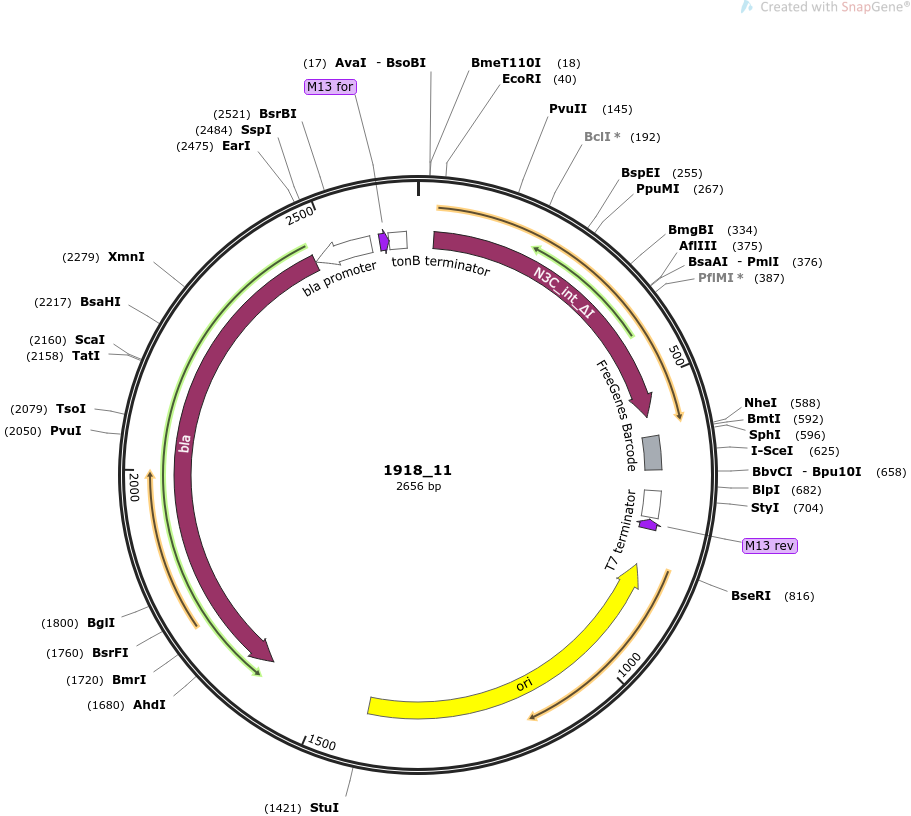 Created with SnapGene®
(17) AvaI - BsoBI
M13 for
BmeT110I (18)
EcoRI (40)
PvuII (145)
BclI * (192)
BspEI (255)
PpuMI (267)
BmgBI (334)
AflIII (375)
BsaAI - PmlI (376)
PflMI * (387)
NheI (588)
BmtI (592)
SphI (596)
I-SceI (625)
BbvCI - Bpu10I (658)
BlpI (682)
StyI (704)
M13 rev
BseRI (816)
(2521) BsrBI
(2484) SspI
(2475) EarI
(2279) XmnI
(2217) BsaHI
(2160) ScaI
(2158) TatI
(2079) TsoI
(2050) PvuI
(1800) BglI
(1760) BsrFI
(1720) BmrI
(1680) AhdI
(1421) StuI
500
1000
1500
2000
2500
bla promoter
tonB terminator
N3C_int_ΔI
FreeGenes Barcode
T7 terminator
ori
bla
1918_11
2656 bp